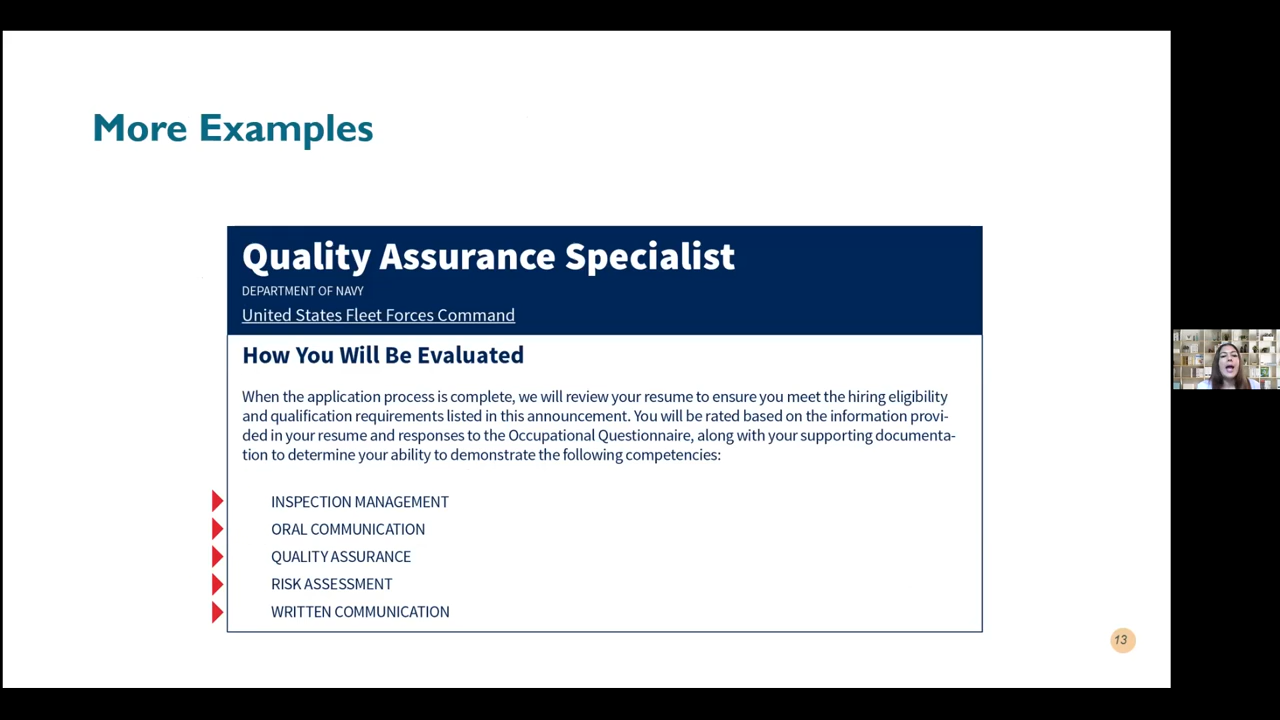 More Examples
Quality Assurance Specialist
DEPARTMENT OF NAVY
United States Fleet Forces Command
How You Will Be Evaluated
When the application process is complete, we will review your resume to ensure you meet the hiring eligibility
and qualification requirements listed in this announcement. You will be rated based on the information provi-
ded in your resume and responses to the Occupational Questionnaire, along with your supporting documenta-
tion to determine your ability to demonstrate the following competencies:
INSPECTION MANAGEMENT
ORAL COMMUNICATION
QUALITY ASSURANCE
RISK ASSESSMENT
WRITTEN COMMUNICATION
13